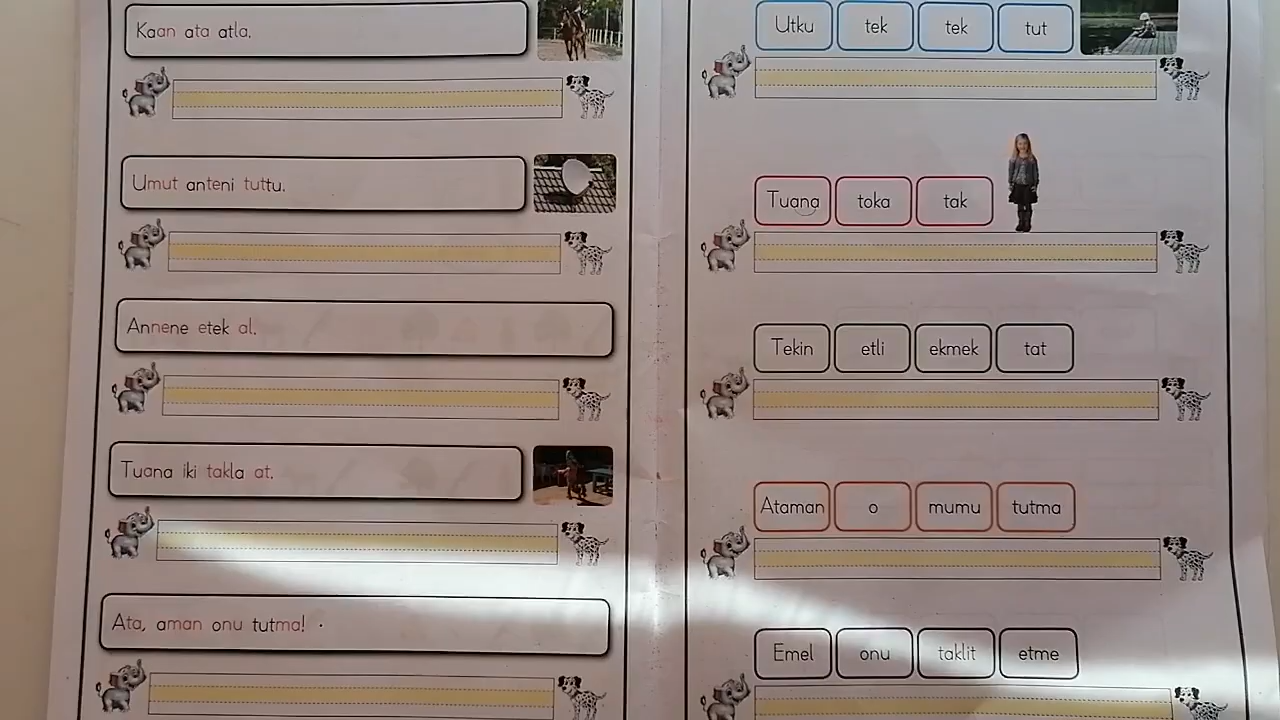 Kaan ata atla.
Umut anteni tuttu.
Annene etek al.
Tuana iki takla at.
Ata, aman onu tutma!
Utku tek tek tut
Tuana toka tak
Tekin etli ekmek tat
Ataman o mumu tutma
Emel onu taklit etme